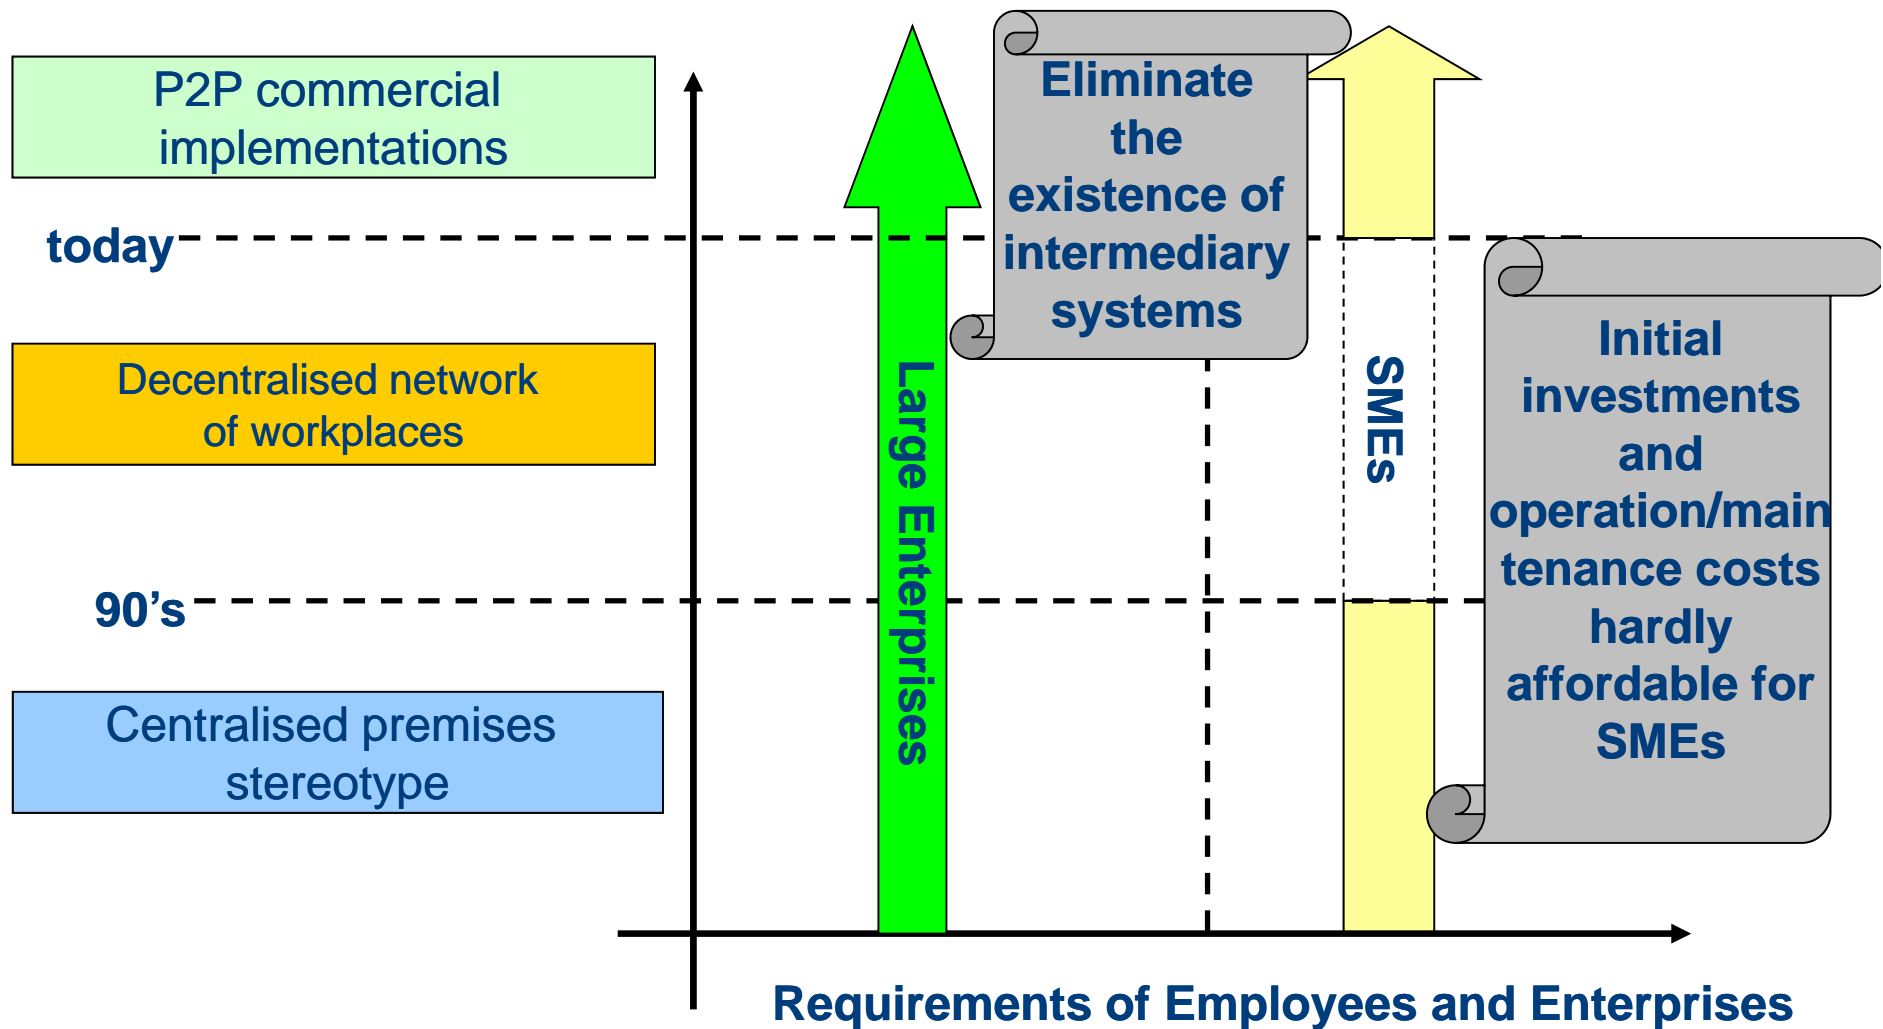 P2P commercial
implementations
today
Decentralised network
of workplaces
90’s
Centralised premises
stereotype
Large Enterprises
Eliminate
the
existence of
intermediary
systems
SMEs
Initial
investments
and
operation/main
tenance costs
hardly
affordable for
SMEs
Requirements of Employees and Enterprises